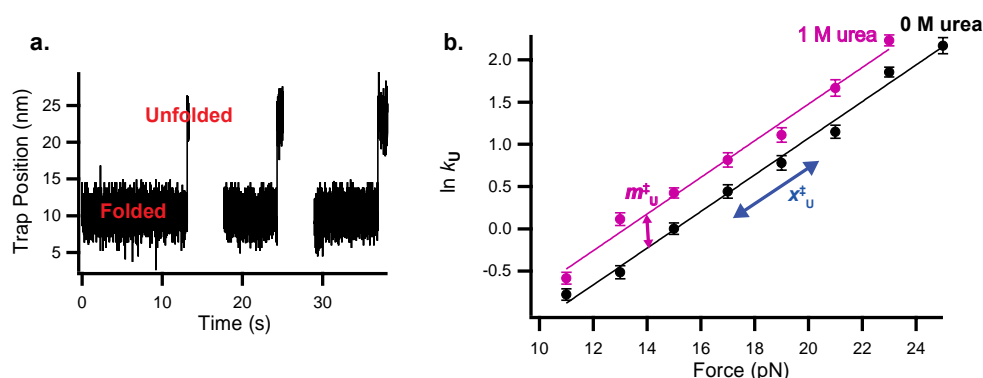 a.
Trap Position (nm)
25
20
15
10
5
Unfolded
Folded
0
10
20
30
Time (s)
b.
1 M urea
0 M urea
ln kU
2.0
1.5
1.0
0.5
0.0
-0.5
m‡U
x‡U
10
12
14
16
18
20
22
24
Force (pN)